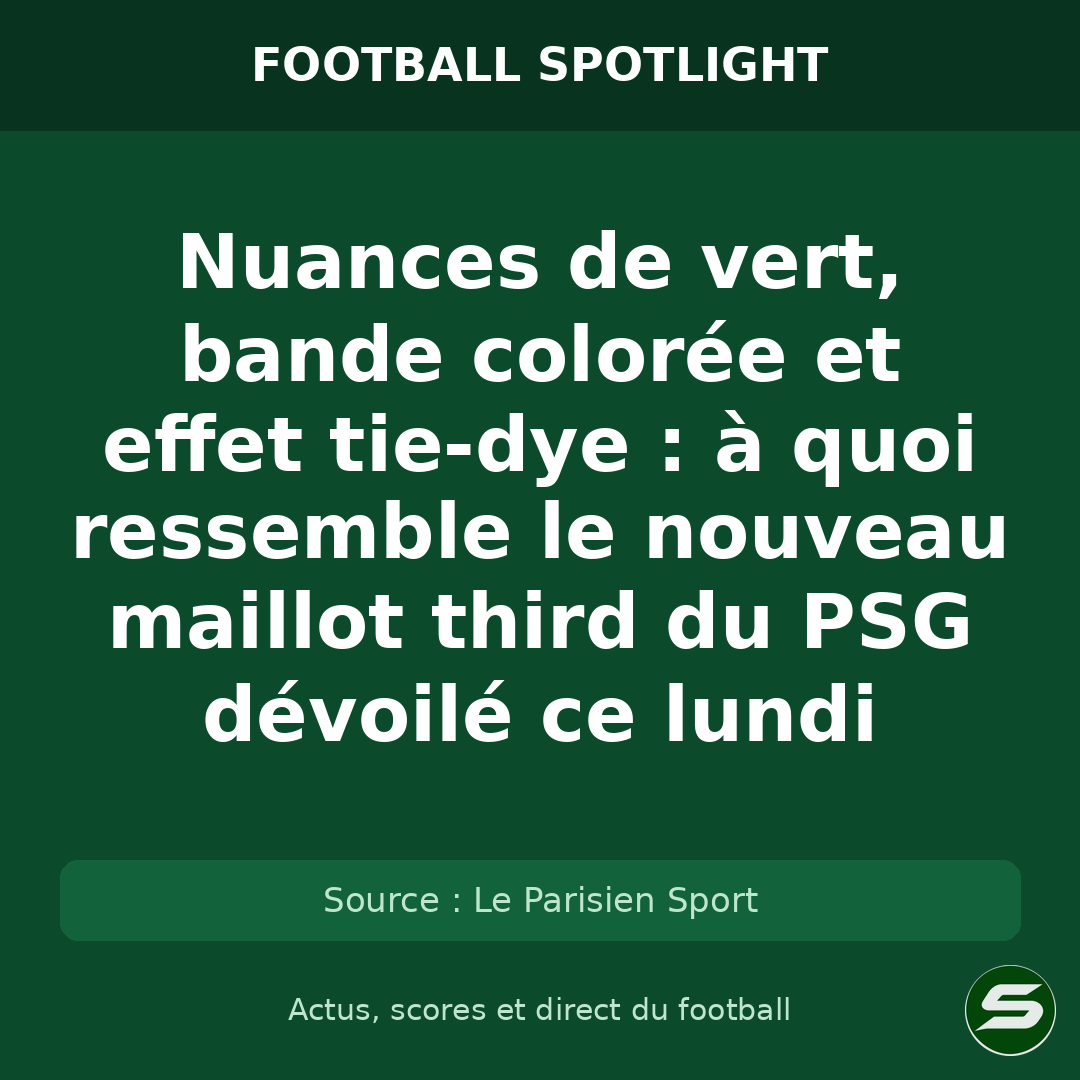 FOOTBALL SPOTLIGHT
Nuances de vert,
bande colorée et
effet tie-dye : à quoi
ressemble le nouveau
maillot third du PSG
dévoilé ce lundi
Source : Le Parisien Sport
Actus, scores et direct du football
S